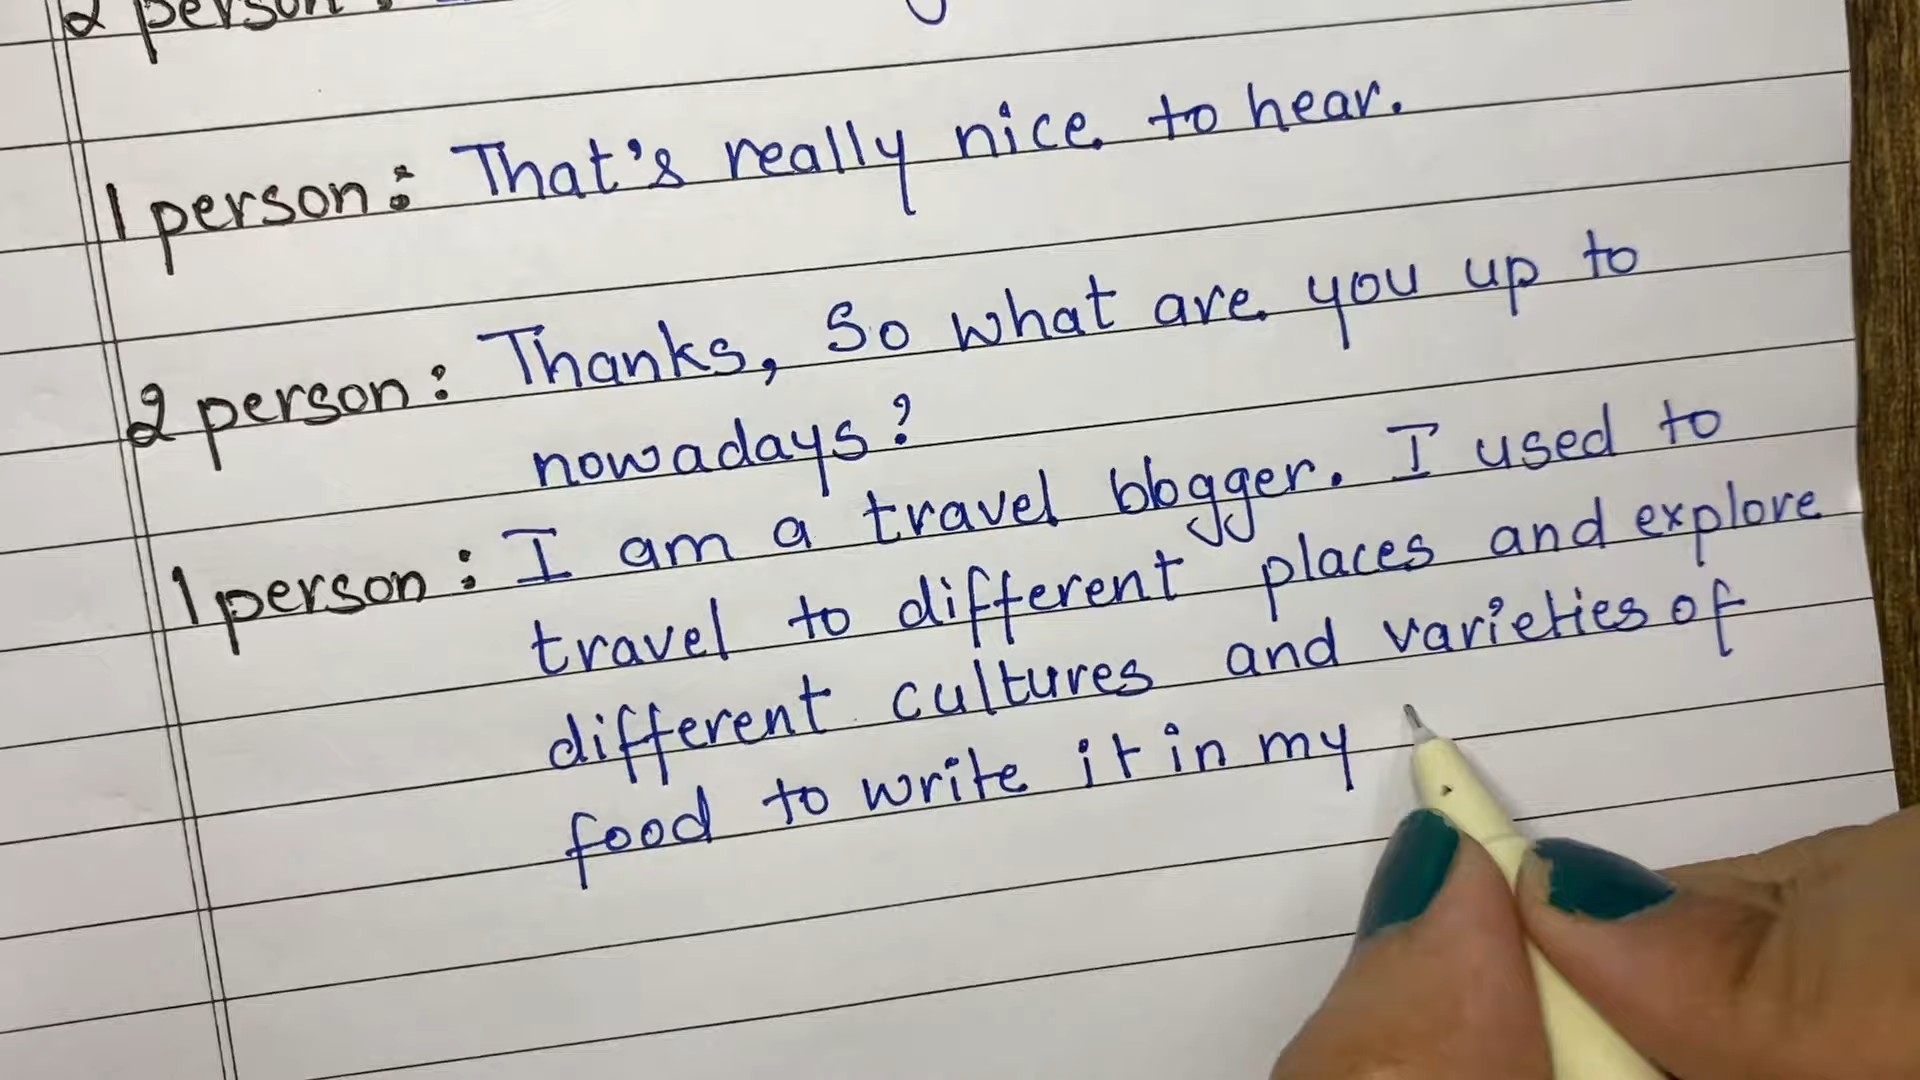 2 person :
1 person : That's really nice to hear.
2 person : Thanks, So what are you up to
nowadays?
1 person : I am a travel blogger. I used to
travel to different places and explore
different cultures and varieties of
food to write it in my